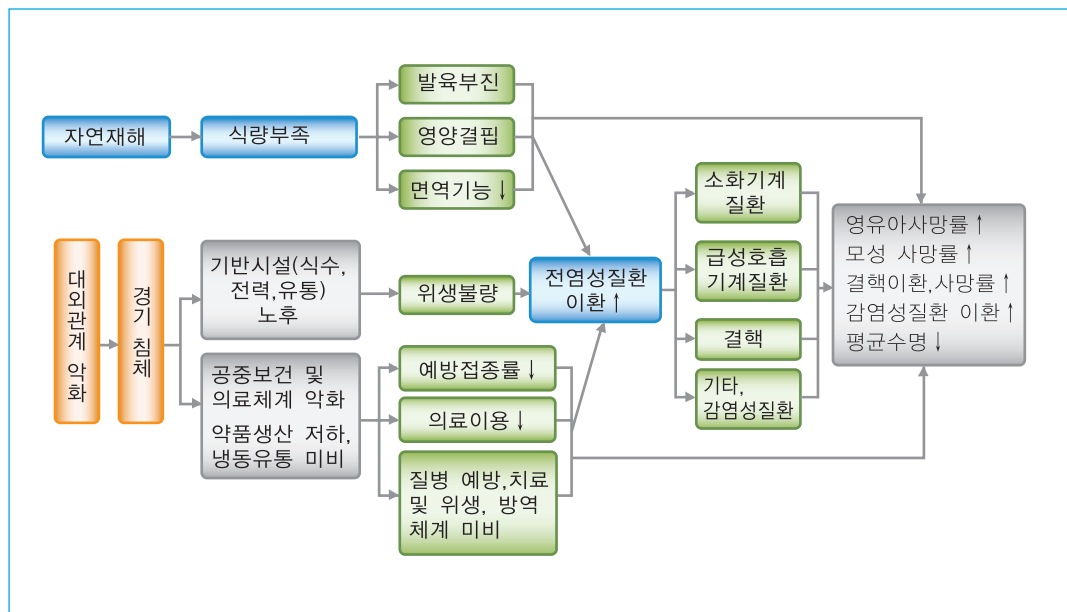 자연재해
식량부족
발육부진
영양결핍
면역기능↓
대외관계 악화
경기 침체
기반시설(식수,
전력,유통)
노후
위생불량
공중보건 및
의료체계 악화
약품생산 저하,
냉동유통 미비
예방접종률↓
의료이용↓
질병 예방,치료
및 위생, 방역
체계 미비
전염성질환
이환↑
소화기계
질환
급성호흡
기계질환
결핵
기타,
감염성질환
영유아사망률↑
모성 사망률↑
결핵이환,사망률↑
감염성질환 이환↑
평균수명↓